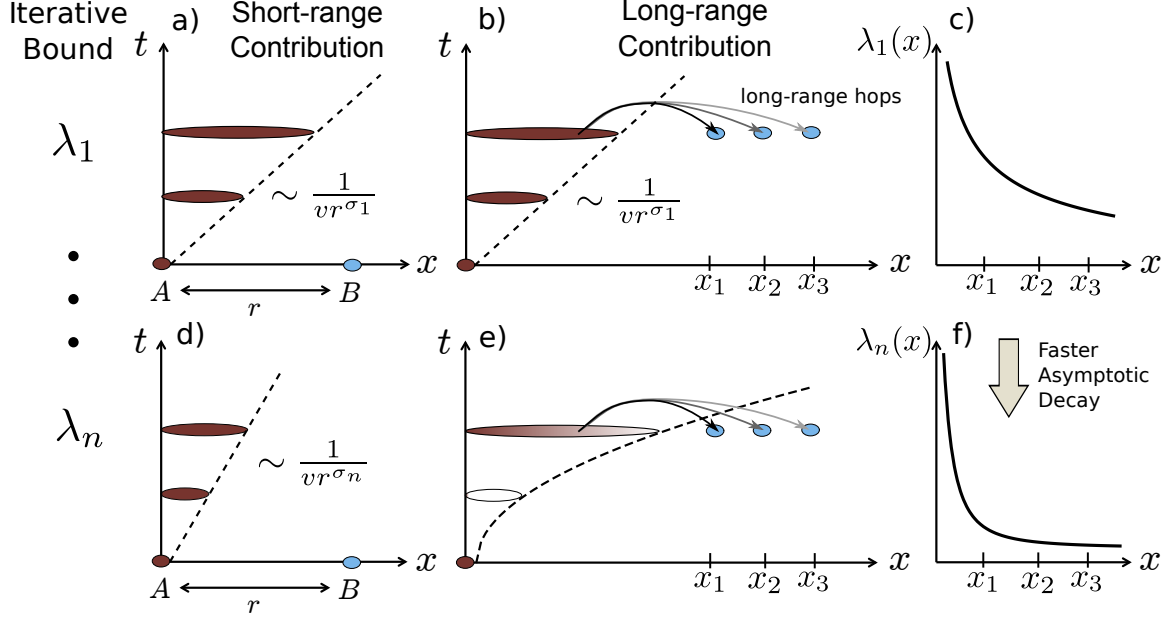 Iterative
Bound
a)
Short-range
Contribution
b)
Long-range
Contribution
c)
t
t
λ₁(x)
long-range hops
λ₁
∼ 1/(vr^{σ₁})
∼ 1/(vr^{σ₁})
x
x
x
A
r
B
x₁ x₂ x₃
x₁ x₂ x₃
d)
e)
f)
t
t
λₙ(x)
Faster
Asymptotic
Decay
λₙ
∼ 1/(vr^{σₙ})
x
x
x
A
r
B
x₁ x₂ x₃
x₁ x₂ x₃